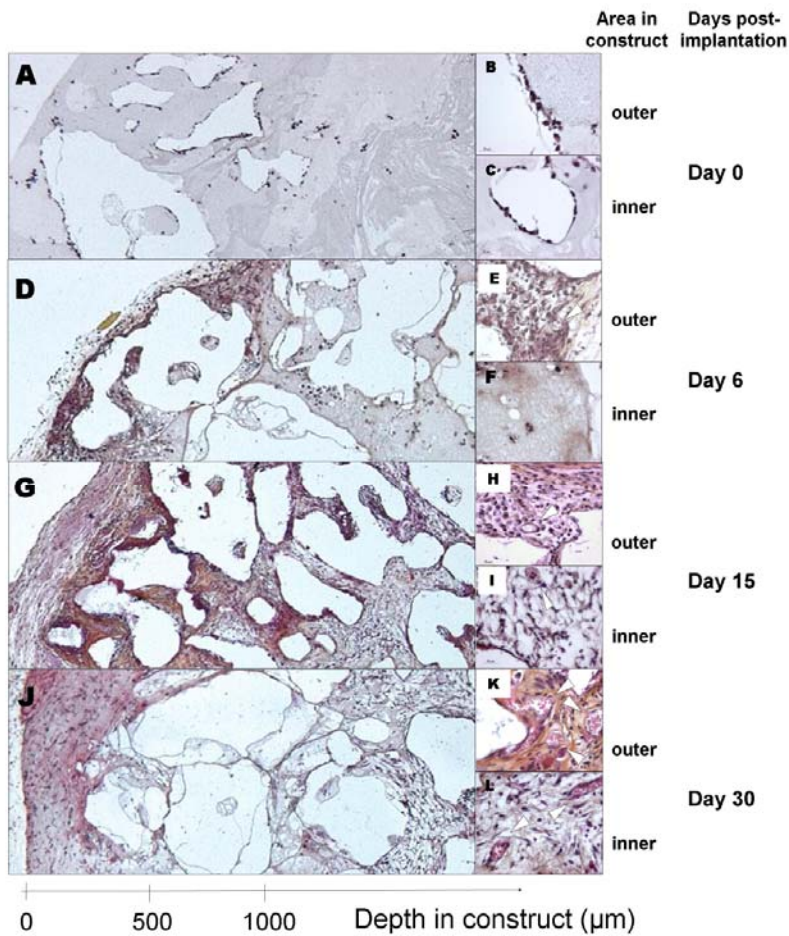 Area in construct
Days post-implantation
A
B
outer
C
inner
Day 0
D
E
outer
F
inner
Day 6
G
H
outer
I
inner
Day 15
J
K
outer
L
inner
Day 30
0
500
1000
Depth in construct (µm)